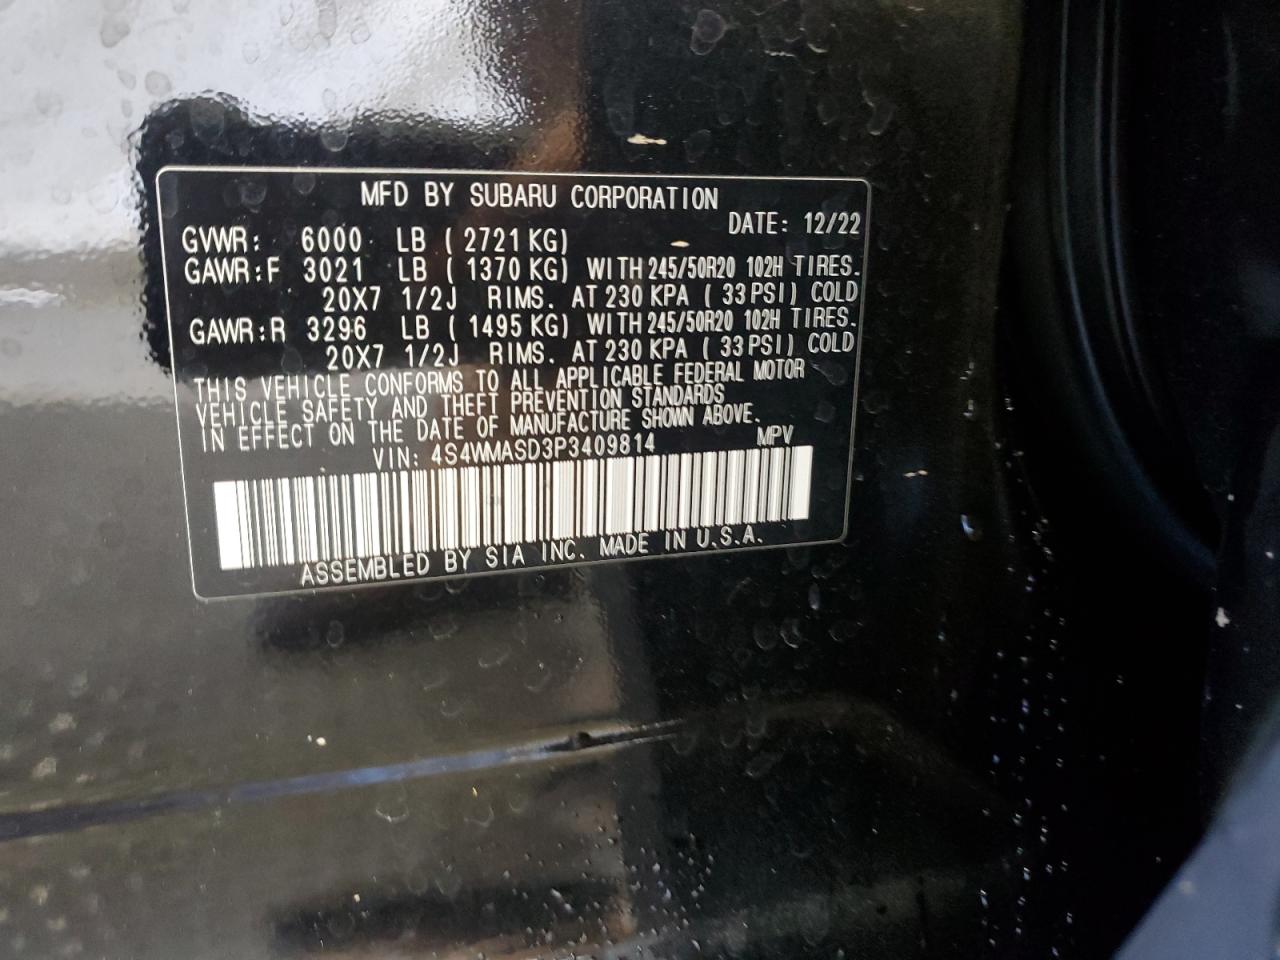 MFD BY SUBARU CORPORATION
DATE: 12/22
GVWR: 6000 LB ( 2721 KG)
GAWR:F 3021 LB ( 1370 KG) WITH 245/50R20 102H TIRES.
20X7 1/2J RIMS. AT 230 KPA ( 33 PSI) COLD
GAWR:R 3296 LB ( 1495 KG) WITH 245/50R20 102H TIRES.
20X7 1/2J RIMS. AT 230 KPA ( 33 PSI) COLD
THIS VEHICLE CONFORMS TO ALL APPLICABLE FEDERAL MOTOR
VEHICLE SAFETY AND THEFT PREVENTION STANDARDS
IN EFFECT ON THE DATE OF MANUFACTURE SHOWN ABOVE.
VIN: 4S4WMASD3P3409814 MPV
ASSEMBLED BY SIA INC. MADE IN U.S.A.